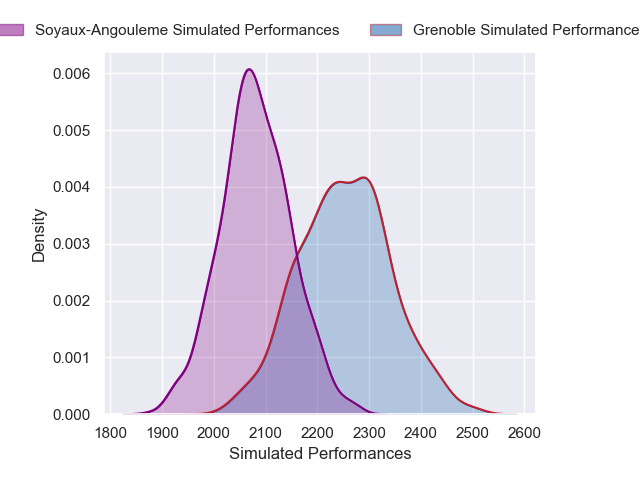 Soyaux-Angouleme Simulated Performances
Grenoble Simulated Performance
0.006
0.005
0.004
0.003
0.002
0.001
0.000
Density
1800 1900 2000 2100 2200 2300 2400 2500 2600
Simulated Performances